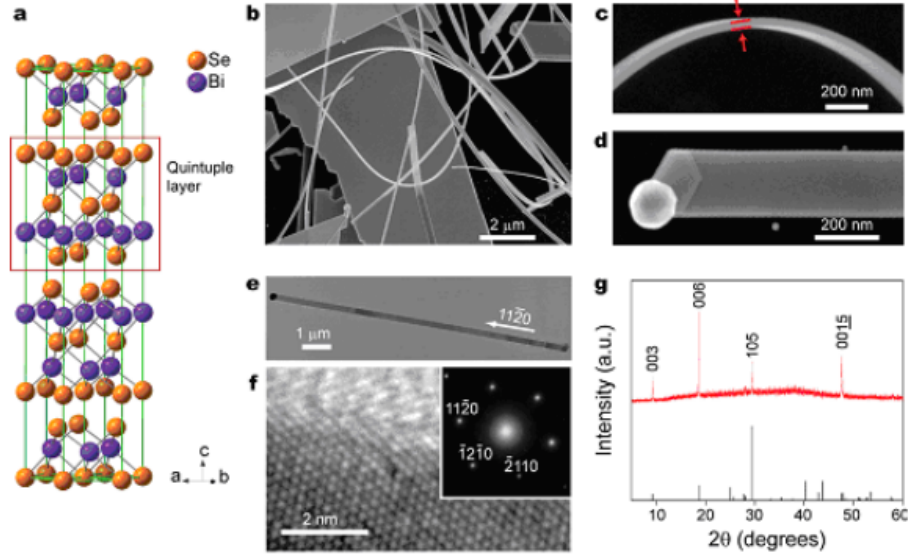 a
Se
Bi
Quintuple
layer
c
a
b
b
2 μm
c
200 nm
d
200 nm
e
112̅0
1 μm
f
112̅0
1̅21̅0
2̅110
2 nm
g
Intensity (a.u.)
003
006
105
0015
10
20
30
40
50
60
2θ (degrees)